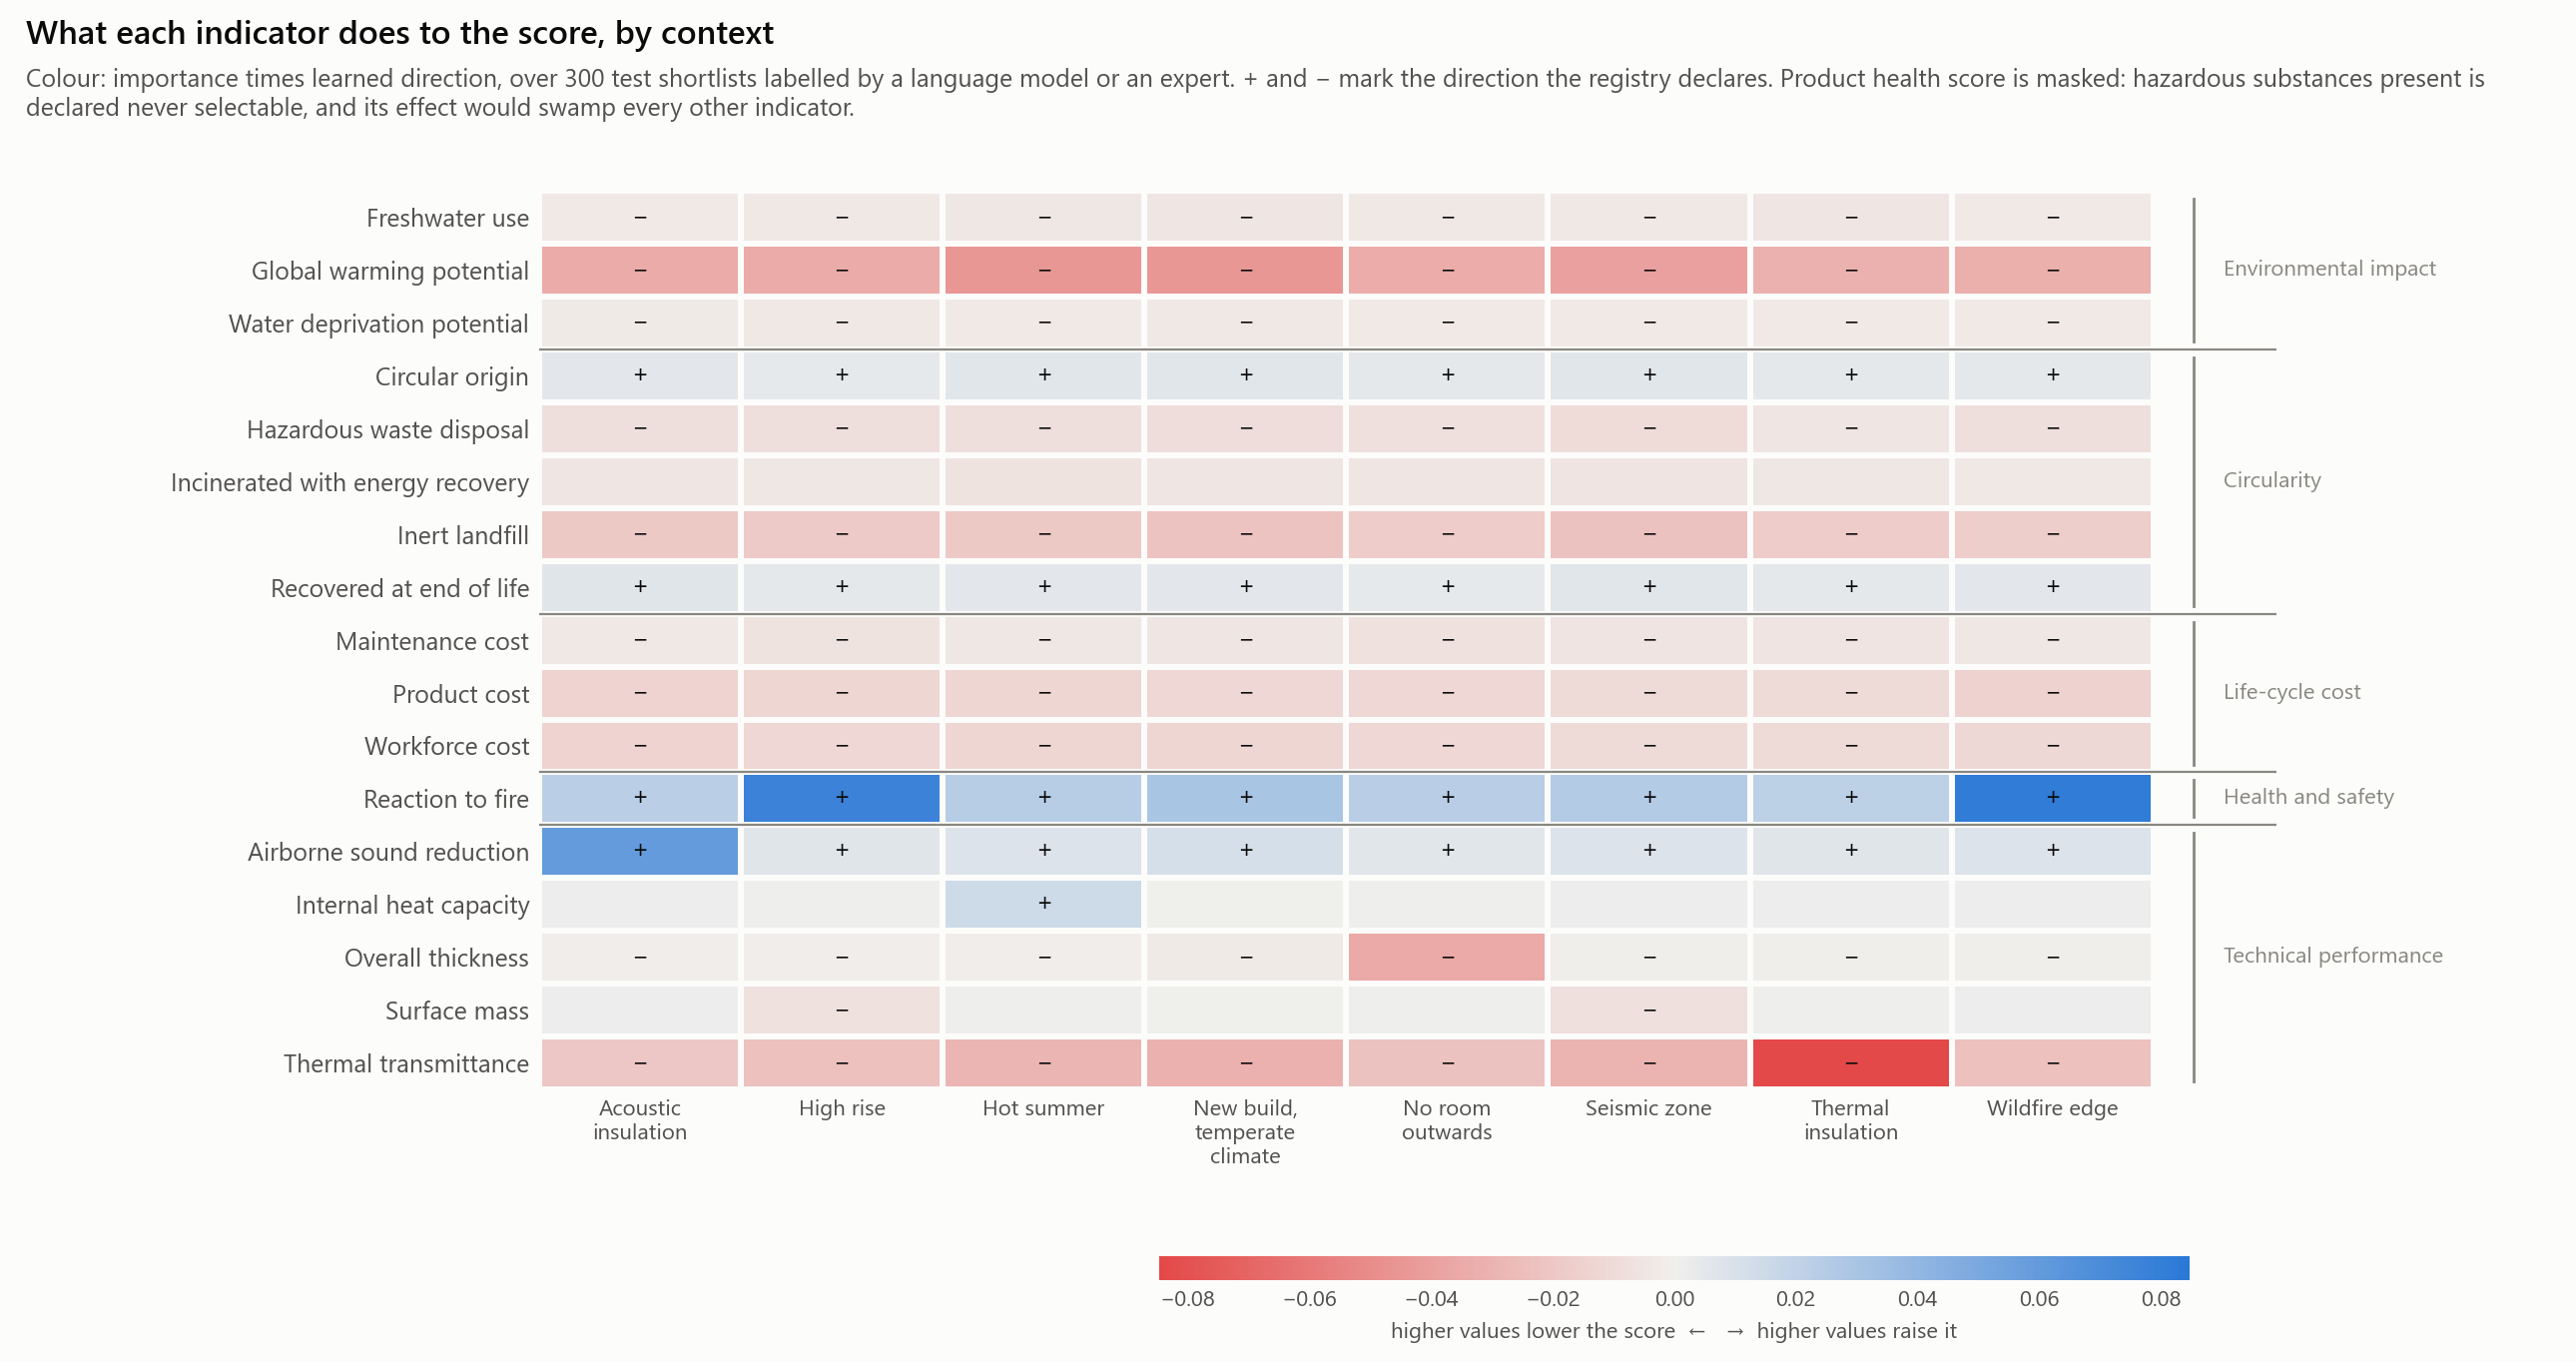 What each indicator does to the score, by context
Colour: importance times learned direction, over 300 test shortlists labelled by a language model or an expert. + and − mark the direction the registry declares. Product health score is masked: hazardous substances present is
declared never selectable, and its effect would swamp every other indicator.
Freshwater use − − − − − − − −
Global warming potential − − − − − − − −
Environmental impact
Water deprivation potential − − − − − − − −
Circular origin + + + + + + + +
Hazardous waste disposal − − − − − − − −
Incinerated with energy recovery
Circularity
Inert landfill − − − − − − − −
Recovered at end of life + + + + + + + +
Maintenance cost − − − − − − − −
Product cost − − − − − − − −
Life-cycle cost
Workforce cost − − − − − − − −
Reaction to fire + + + + + + + +
Health and safety
Airborne sound reduction + + + + + + + +
Internal heat capacity +
Overall thickness − − − − − − − −
Technical performance
Surface mass − −
Thermal transmittance − − − − − − − −
Acoustic
insulation
High rise
Hot summer
New build,
temperate
climate
No room
outwards
Seismic zone
Thermal
insulation
Wildfire edge
−0.08 −0.06 −0.04 −0.02 0.00 0.02 0.04 0.06 0.08
higher values lower the score ← → higher values raise it